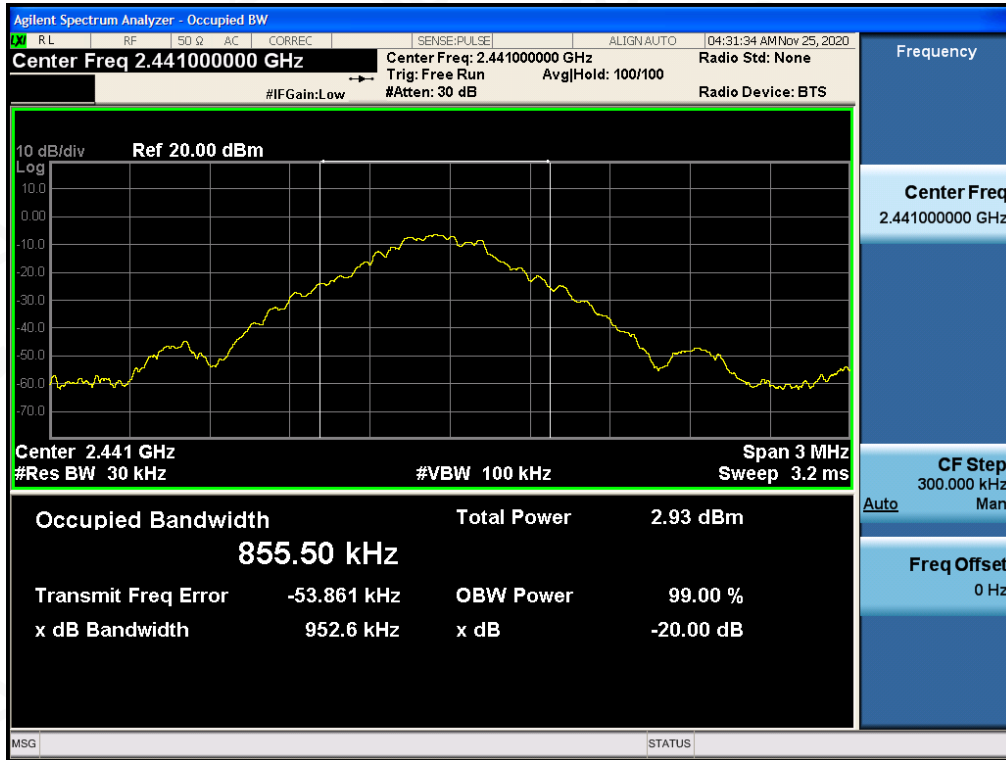 Agilent Spectrum Analyzer - Occupied BW
LXI RL RF 50 Ω AC CORREC SENSE:PULSE ALIGN AUTO 04:31:34 AM Nov 25, 2020
Center Freq 2.441000000 GHz
Center Freq: 2.441000000 GHz
Radio Std: None
Trig: Free Run Avg|Hold: 100/100
#IFGain:Low
#Atten: 30 dB
Radio Device: BTS
10 dB/div Ref 20.00 dBm
Log
10.0
0.00
-10.0
-20.0
-30.0
-40.0
-50.0
-60.0
-70.0
Center 2.441 GHz Span 3 MHz
#Res BW 30 kHz #VBW 100 kHz Sweep 3.2 ms
Occupied Bandwidth Total Power 2.93 dBm
855.50 kHz
Transmit Freq Error -53.861 kHz OBW Power 99.00 %
x dB Bandwidth 952.6 kHz x dB -20.00 dB
MSG STATUS
Frequency
Center Freq
2.441000000 GHz
CF Step
300.000 kHz
Auto Man
Freq Offset
0 Hz